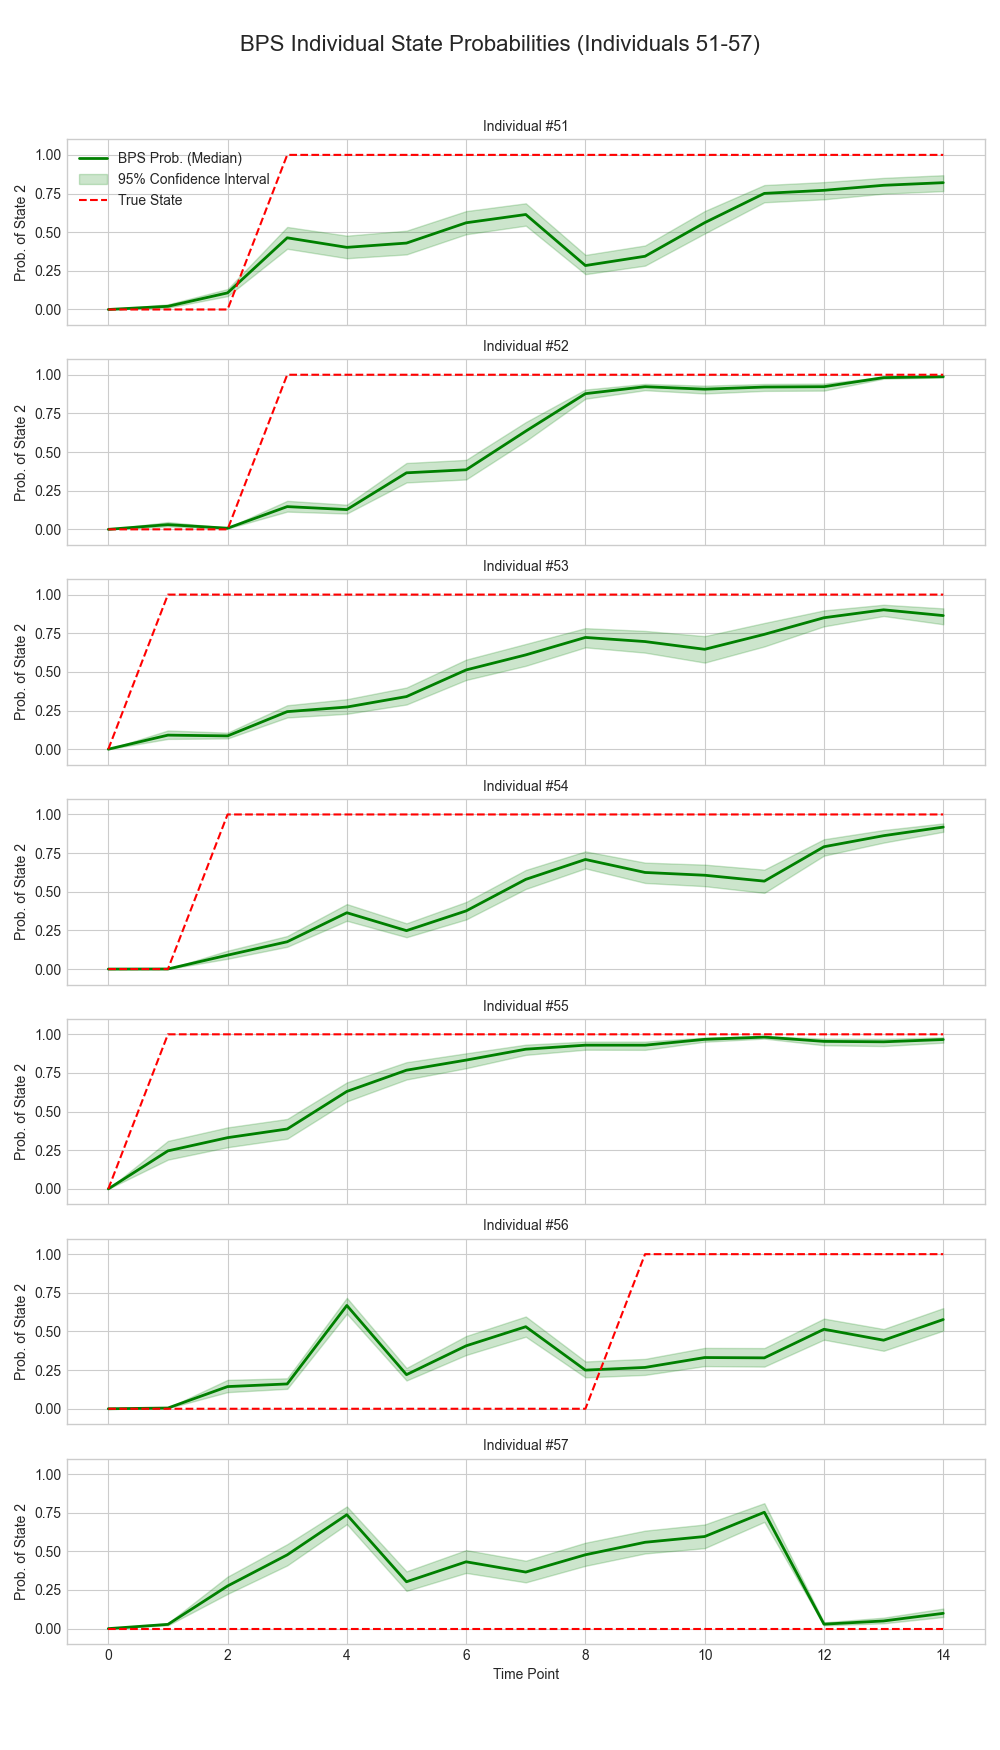 BPS Individual State Probabilities (Individuals 51-57)
Individual #51
BPS Prob. (Median)
95% Confidence Interval
True State
Prob. of State 2
1.00
0.75
0.50
0.25
0.00
Individual #52
Prob. of State 2
1.00
0.75
0.50
0.25
0.00
Individual #53
Prob. of State 2
1.00
0.75
0.50
0.25
0.00
Individual #54
Prob. of State 2
1.00
0.75
0.50
0.25
0.00
Individual #55
Prob. of State 2
1.00
0.75
0.50
0.25
0.00
Individual #56
Prob. of State 2
1.00
0.75
0.50
0.25
0.00
Individual #57
Prob. of State 2
1.00
0.75
0.50
0.25
0.00
0 2 4 6 8 10 12 14
Time Point